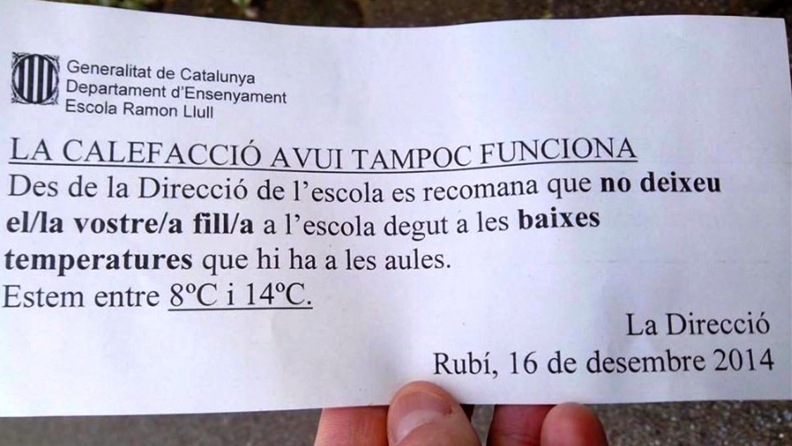 Generalitat de Catalunya
Departament d'Ensenyament
Escola Ramon Llull
LA CALEFACCIÓ AVUI TAMPOC FUNCIONA
Des de la Direcció de l'escola es recomana que no deixeu
el/la vostre/a fill/a a l'escola degut a les baixes
temperatures que hi ha a les aules.
Estem entre 8ºC i 14ºC.
La Direcció
Rubí, 16 de desembre 2014